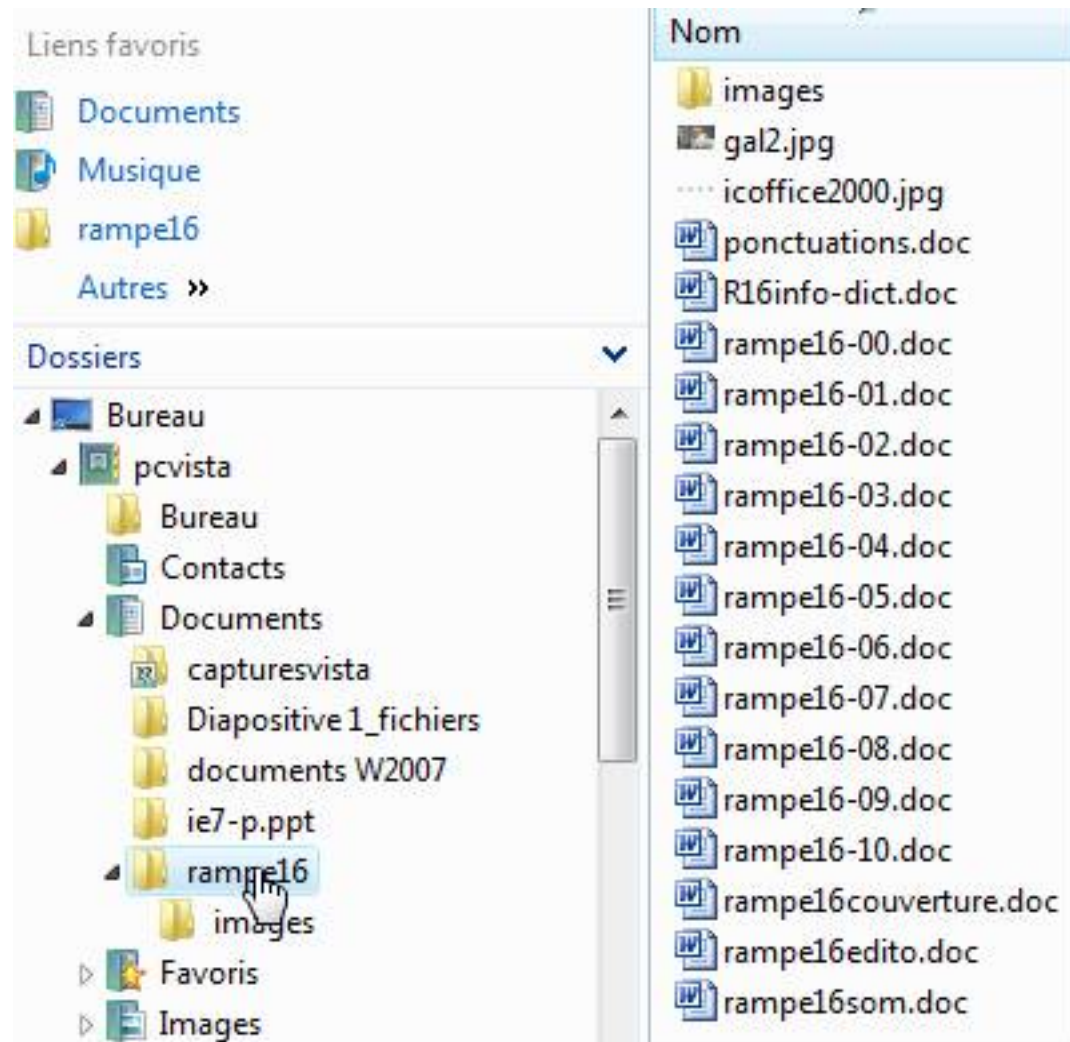 Liens favoris
Documents
Musique
rampe16
Autres »
Dossiers
Bureau
pcvista
Bureau
Contacts
Documents
capturesvista
Diapositive 1_fichiers
documents W2007
ie7-p.ppt
rampe16
images
Favoris
Images
Nom
images
gal2.jpg
icoffice2000.jpg
ponctuations.doc
R16info-dict.doc
rampe16-00.doc
rampe16-01.doc
rampe16-02.doc
rampe16-03.doc
rampe16-04.doc
rampe16-05.doc
rampe16-06.doc
rampe16-07.doc
rampe16-08.doc
rampe16-09.doc
rampe16-10.doc
rampe16couverture.doc
rampe16edito.doc
rampe16som.doc